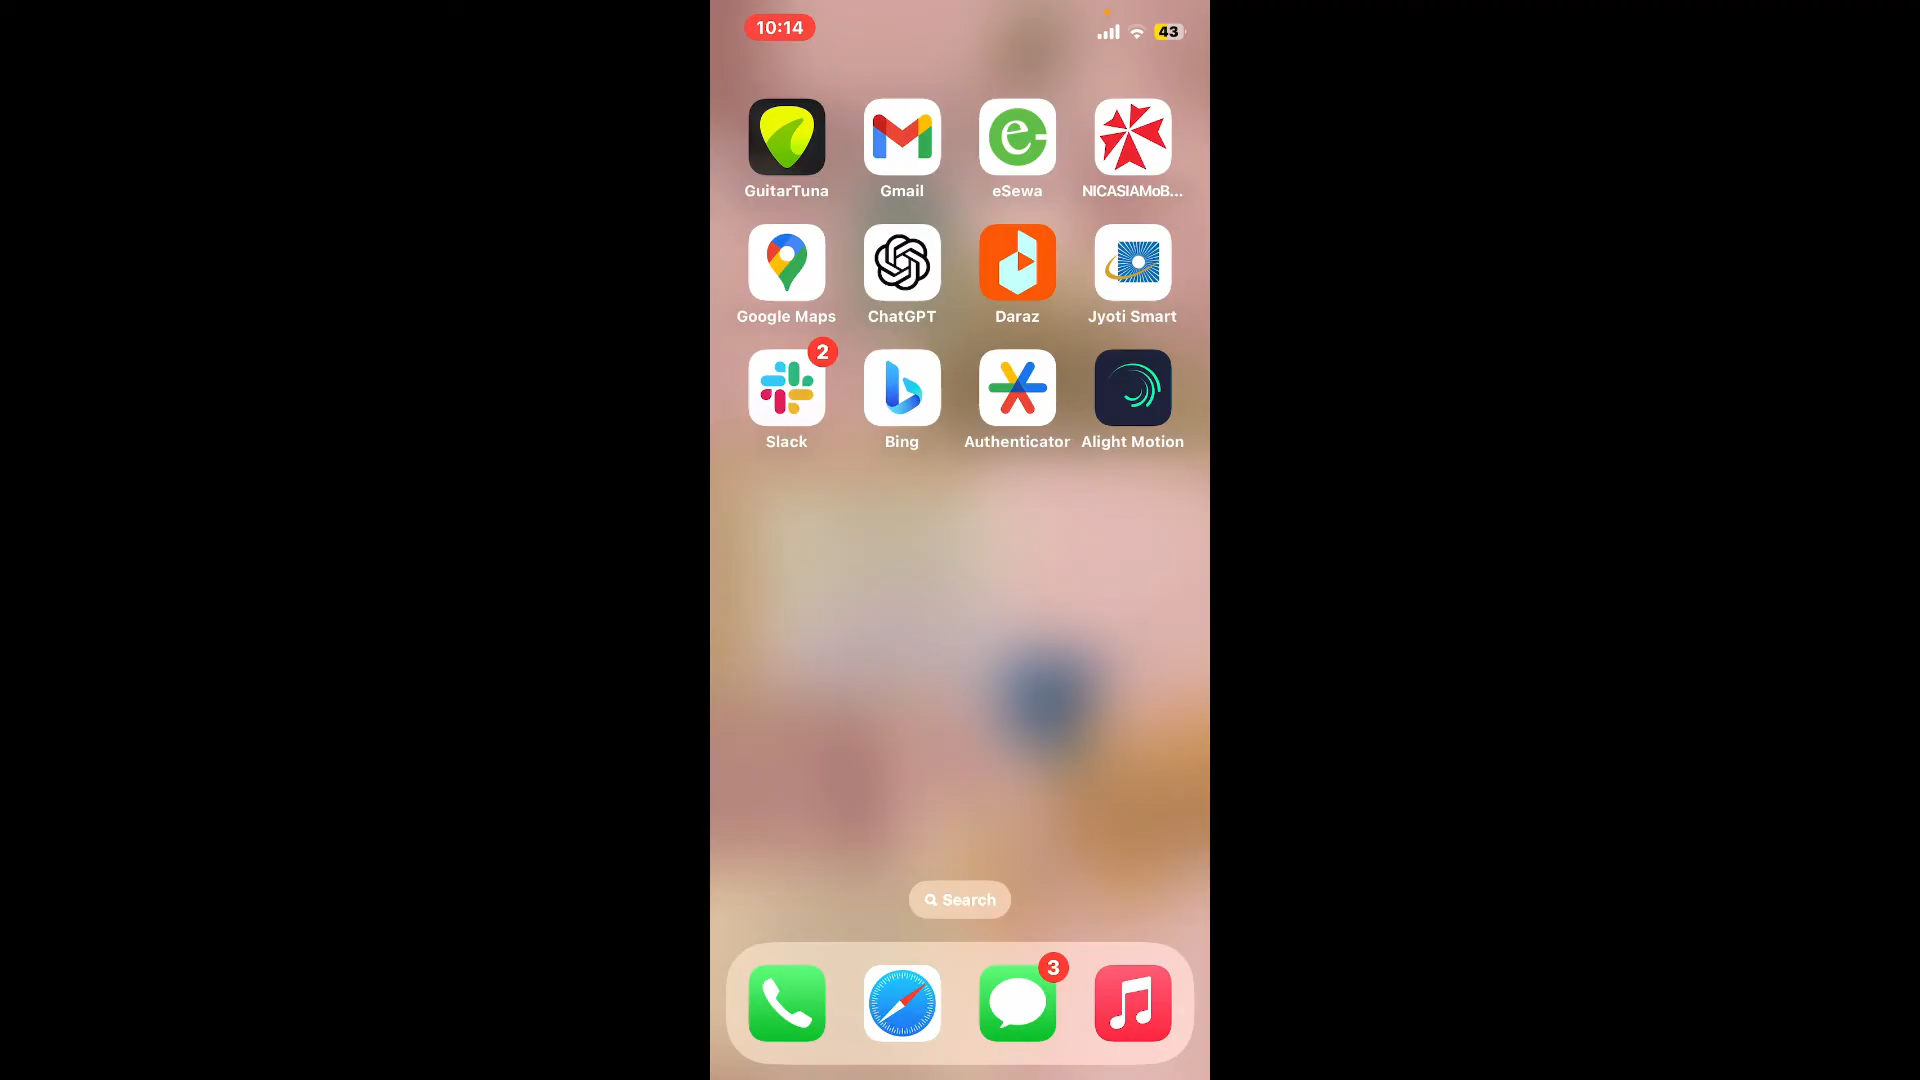 10:14
43
GuitarTuna
Gmail
eSewa
NICASIAMoB...
Google Maps
ChatGPT
Daraz
Jyoti Smart
2
Slack
Bing
Authenticator
Alight Motion
Search
3